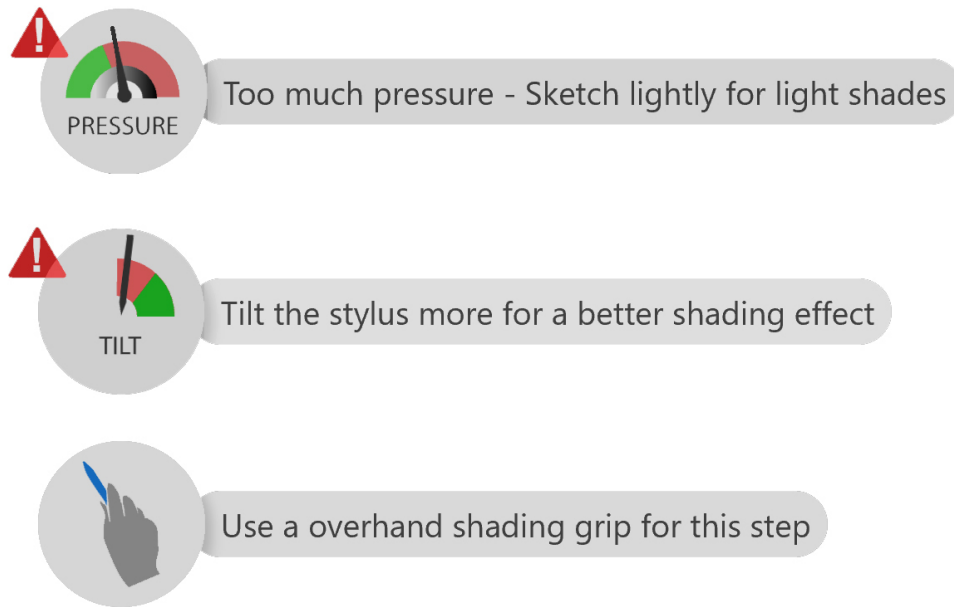 PRESSURE
Too much pressure - Sketch lightly for light shades
TILT
Tilt the stylus more for a better shading effect
Use a overhand shading grip for this step